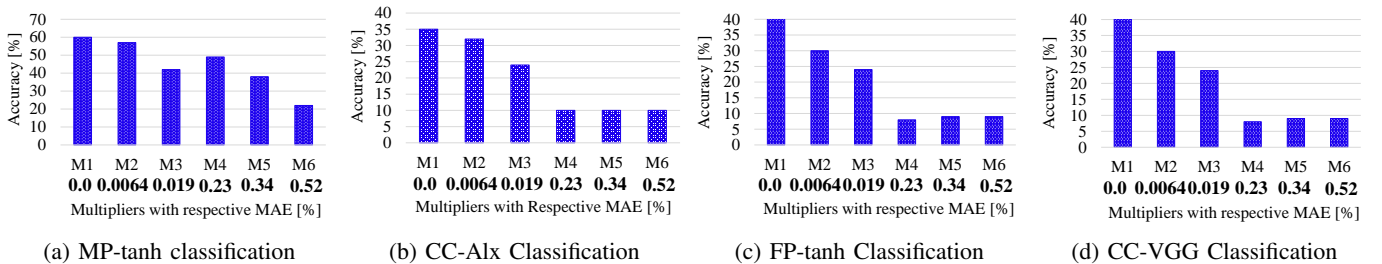 Accuracy [%]
70
60
50
40
30
20
10
0
M1 M2 M3 M4 M5 M6
0.0 0.0064 0.019 0.23 0.34 0.52
Multipliers with respective MAE [%]
(a) MP-tanh classification
Accuracy [%]
40
35
30
25
20
15
10
5
0
M1 M2 M3 M4 M5 M6
0.0 0.0064 0.019 0.23 0.34 0.52
Multipliers with Respective MAE [%]
(b) CC-Alx Classification
Accuracy [%]
40
35
30
25
20
15
10
5
0
M1 M2 M3 M4 M5 M6
0.0 0.0064 0.019 0.23 0.34 0.52
Multipliers with respective MAE [%]
(c) FP-tanh Classification
Accuracy [%]
40
35
30
25
20
15
10
5
0
M1 M2 M3 M4 M5 M6
0.0 0.0064 0.019 0.23 0.34 0.52
Multipliers with respective MAE [%]
(d) CC-VGG Classification